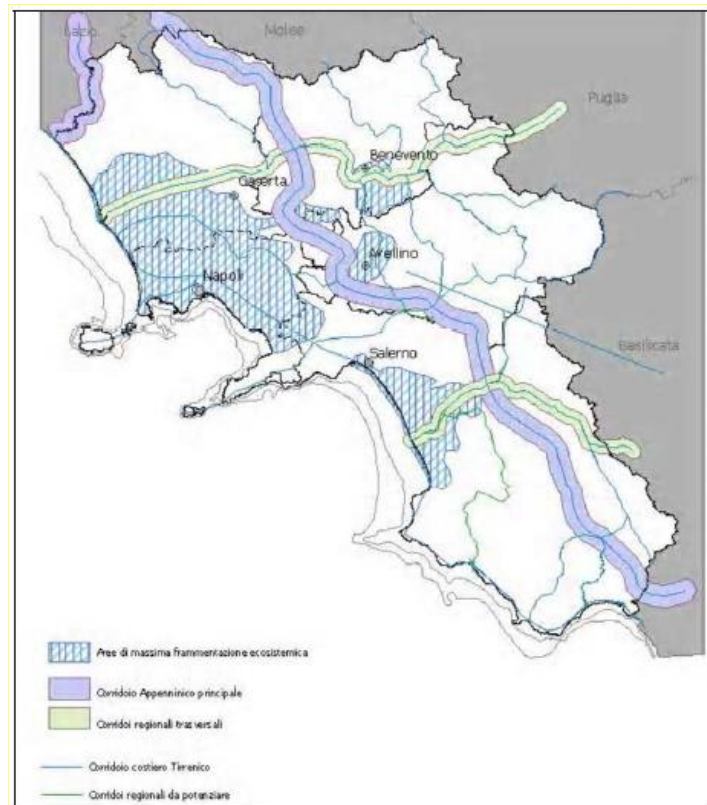 Lazio
Molise
Puglia
Benevento
Caserta
Avellino
Napoli
Basilicata
Salerno
Aree di massima frammentazione ecosistemica
Corridoio Appenninico principale
Corridoi regionali trasversali
Corridoio costiero Tirrenico
Corridoi regionali da potenziare